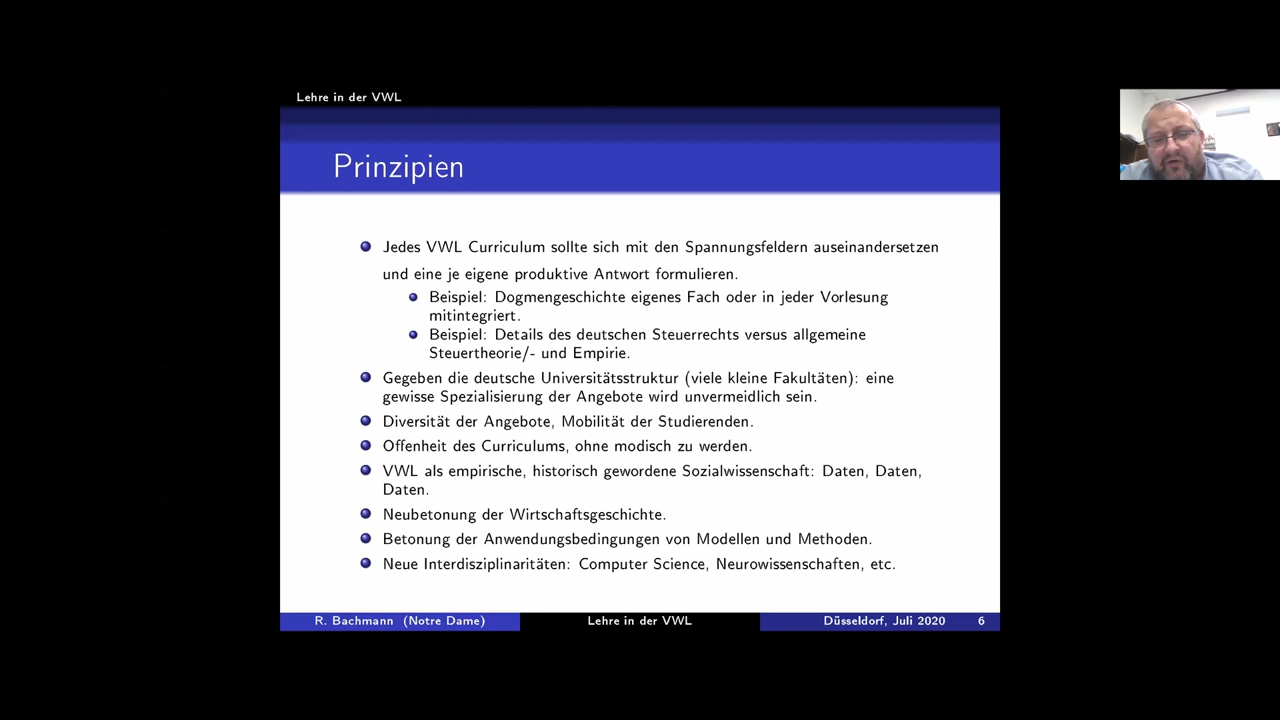 Lehre in der VWL
Prinzipien
Jedes VWL Curriculum sollte sich mit den Spannungsfeldern auseinandersetzen
und eine je eigene produktive Antwort formulieren.
Beispiel: Dogmengeschichte eigenes Fach oder in jeder Vorlesung
mitintegriert.
Beispiel: Details des deutschen Steuerrechts versus allgemeine
Steuertheorie/- und Empirie.
Gegeben die deutsche Universitätsstruktur (viele kleine Fakultäten): eine
gewisse Spezialisierung der Angebote wird unvermeidlich sein.
Diversität der Angebote, Mobilität der Studierenden.
Offenheit des Curriculums, ohne modisch zu werden.
VWL als empirische, historisch gewordene Sozialwissenschaft: Daten, Daten,
Daten.
Neubetonung der Wirtschaftsgeschichte.
Betonung der Anwendungsbedingungen von Modellen und Methoden.
Neue Interdisziplinaritäten: Computer Science, Neurowissenschaften, etc.
R. Bachmann (Notre Dame) Lehre in der VWL Düsseldorf, Juli 2020 6